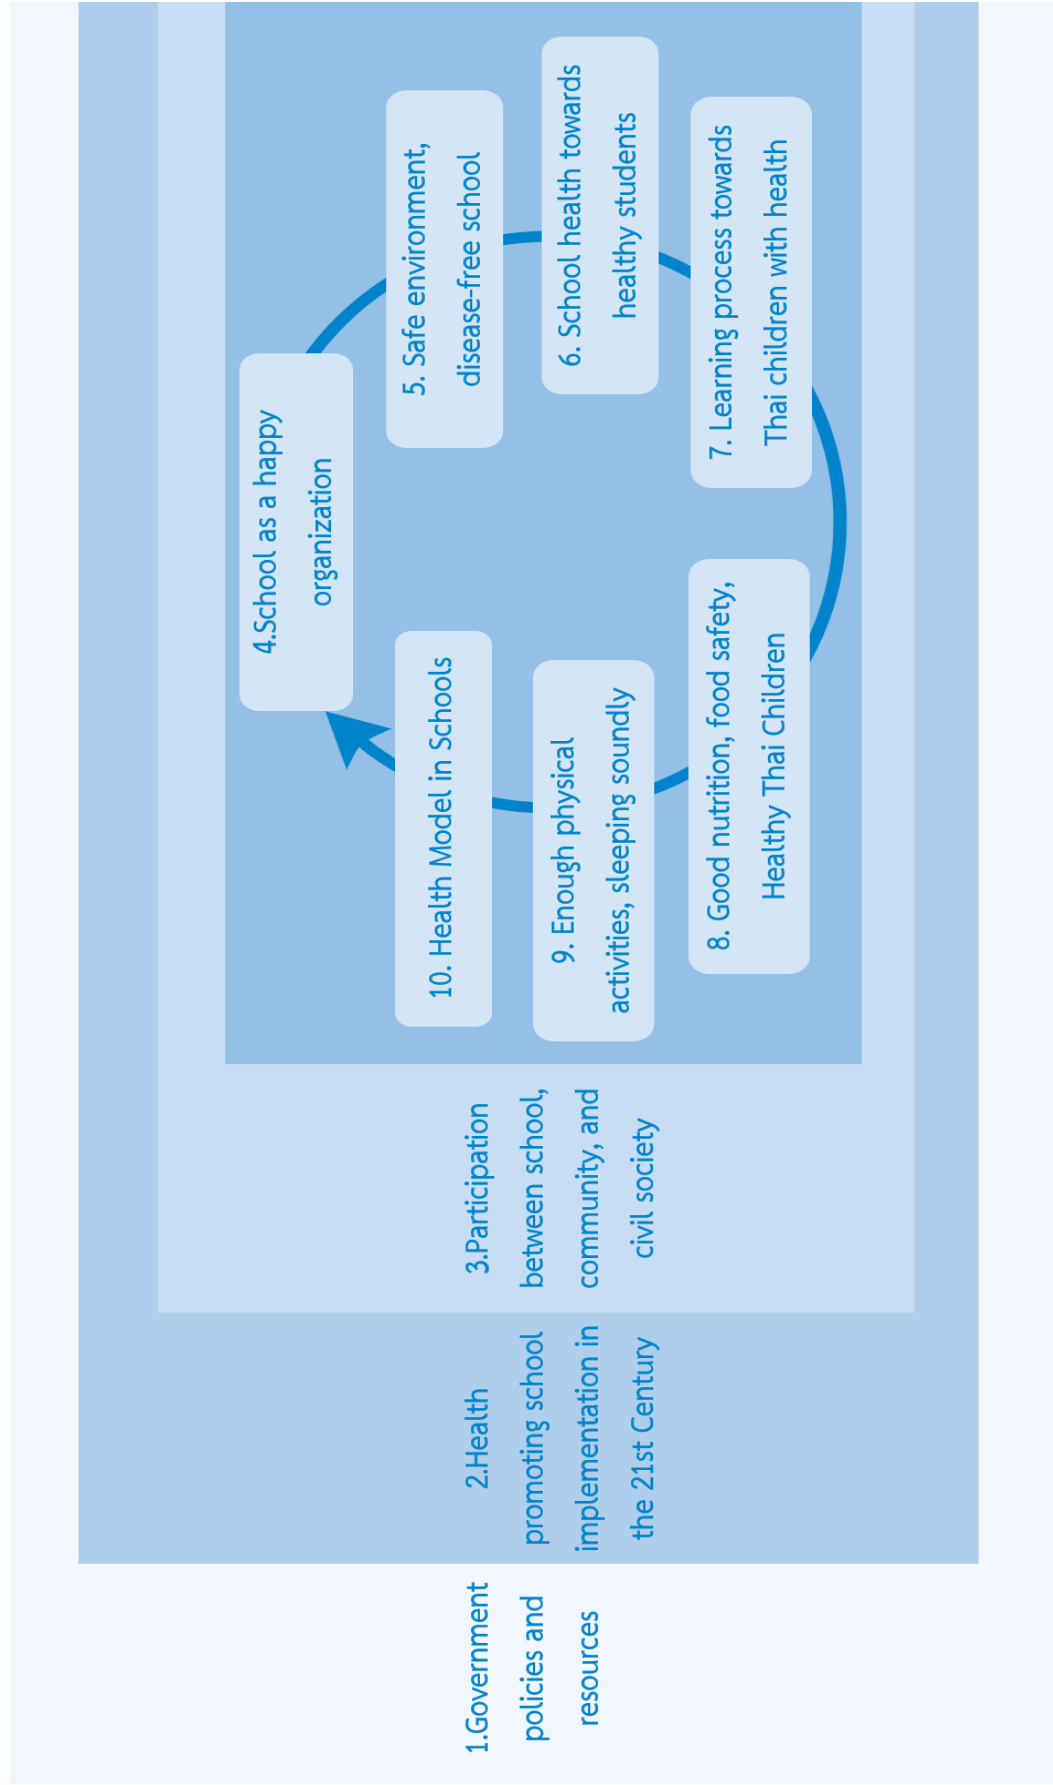 1.Government
policies and
resources
2.Health
promoting school
implementation in
the 21st Century
3.Participation
between school,
community, and
civil society
4.School as a happy
organization
5. Safe environment,
disease-free school
6. School health towards
healthy students
7. Learning process towards
Thai children with health
8. Good nutrition, food safety,
Healthy Thai Children
9. Enough physical
activities, sleeping soundly
10. Health Model in Schools